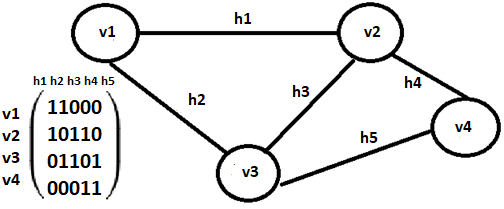 h1
v1
v2
h1 h2 h3 h4 h5
h2
h3
h4
v1 11000
v2 10110
v3 01101
v4 00011
h5
v4
v3